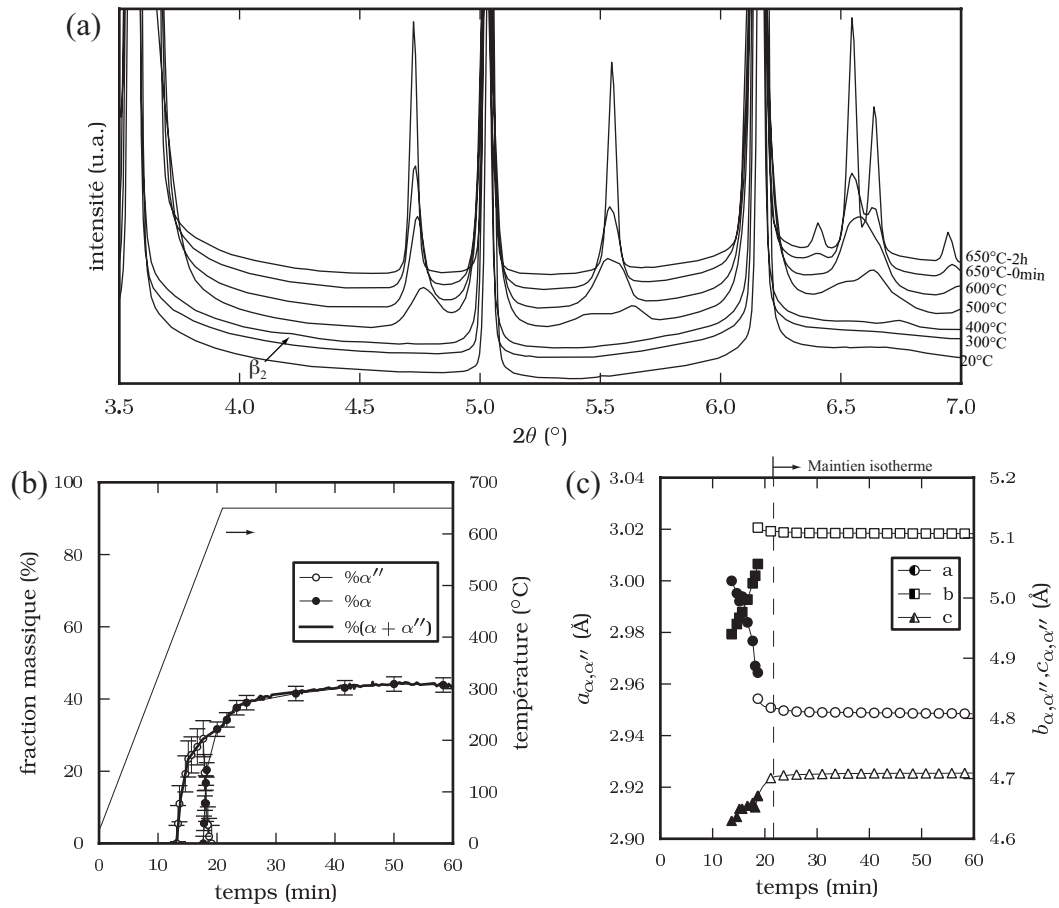 (a)
intensité (u.a.)
β₂
650°C-2h
650°C-0min
600°C
500°C
400°C
300°C
20°C
3.5 4.0 4.5 5.0 5.5 6.0 6.5 7.0
2θ (°)
(b)
fraction massique (%)
100
80
60
40
20
0
%α''
%α
%(α + α'')
700
600
500
400
300
200
100
0
température (°C)
0 10 20 30 40 50 60
temps (min)
(c)
Maintien isotherme
a_{α,α''} (Å)
3.04
3.02
3.00
2.98
2.96
2.94
2.92
2.90
a
b
c
5.2
5.1
5.0
4.9
4.8
4.7
4.6
b_{α,α''},c_{α,α''} (Å)
0 10 20 30 40 50 60
temps (min)